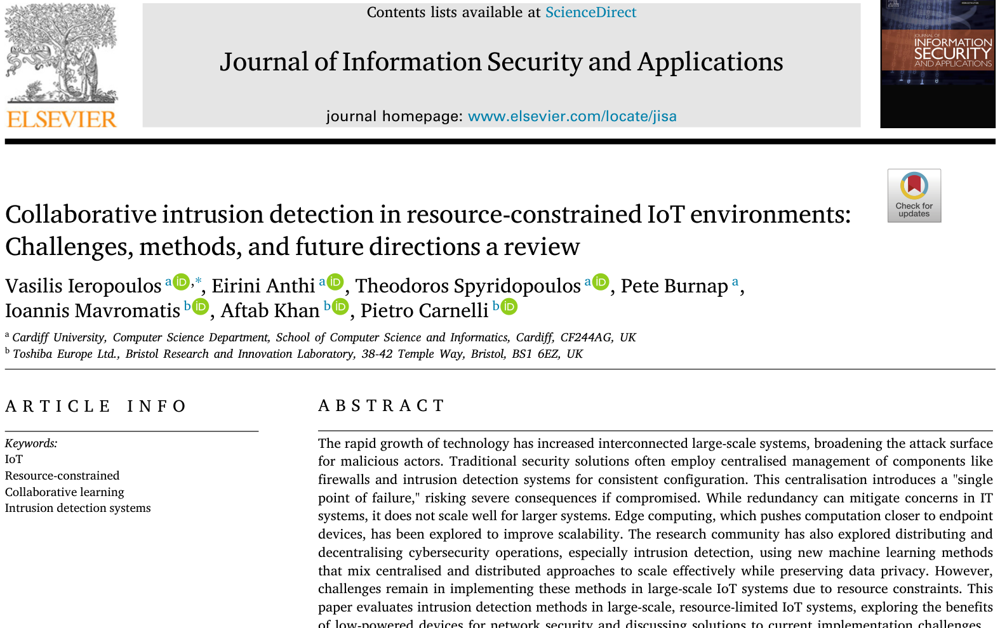 Contents lists available at ScienceDirect
Journal of Information Security and Applications
journal homepage: www.elsevier.com/locate/jisa
ELSEVIER
JOURNAL OF
INFORMATION
SECURITY
AND APPLICATIONS
Check for
updates
Collaborative intrusion detection in resource-constrained IoT environments:
Challenges, methods, and future directions a review
Vasilis Ieropoulos a iD,*, Eirini Anthi a iD, Theodoros Spyridopoulos a iD, Pete Burnap a,
Ioannis Mavromatis b iD, Aftab Khan b iD, Pietro Carnelli b iD
a Cardiff University, Computer Science Department, School of Computer Science and Informatics, Cardiff, CF244AG, UK
b Toshiba Europe Ltd., Bristol Research and Innovation Laboratory, 38-42 Temple Way, Bristol, BS1 6EZ, UK
ARTICLE INFO
Keywords:
IoT
Resource-constrained
Collaborative learning
Intrusion detection systems
ABSTRACT
The rapid growth of technology has increased interconnected large-scale systems, broadening the attack surface
for malicious actors. Traditional security solutions often employ centralised management of components like
firewalls and intrusion detection systems for consistent configuration. This centralisation introduces a "single
point of failure," risking severe consequences if compromised. While redundancy can mitigate concerns in IT
systems, it does not scale well for larger systems. Edge computing, which pushes computation closer to endpoint
devices, has been explored to improve scalability. The research community has also explored distributing and
decentralising cybersecurity operations, especially intrusion detection, using new machine learning methods
that mix centralised and distributed approaches to scale effectively while preserving data privacy. However,
challenges remain in implementing these methods in large-scale IoT systems due to resource constraints. This
paper evaluates intrusion detection methods in large-scale, resource-limited IoT systems, exploring the benefits
of low-powered devices for network security and discussing solutions to current implementation challenges.